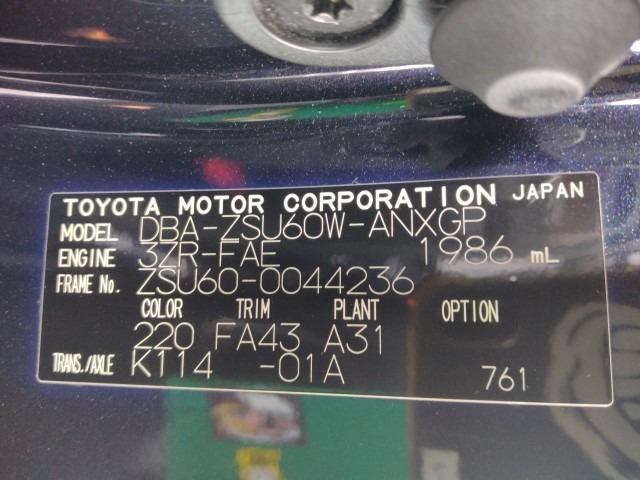 TOYOTA MOTOR CORPORATION JAPAN
MODEL DBA-ZSU60W-ANXGP
ENGINE 3ZR-FAE 1986 mL
FRAME No. ZSU60-0044236
COLOR TRIM PLANT OPTION
220 FA43 A31
TRANS./AXLE K114 -01A 761